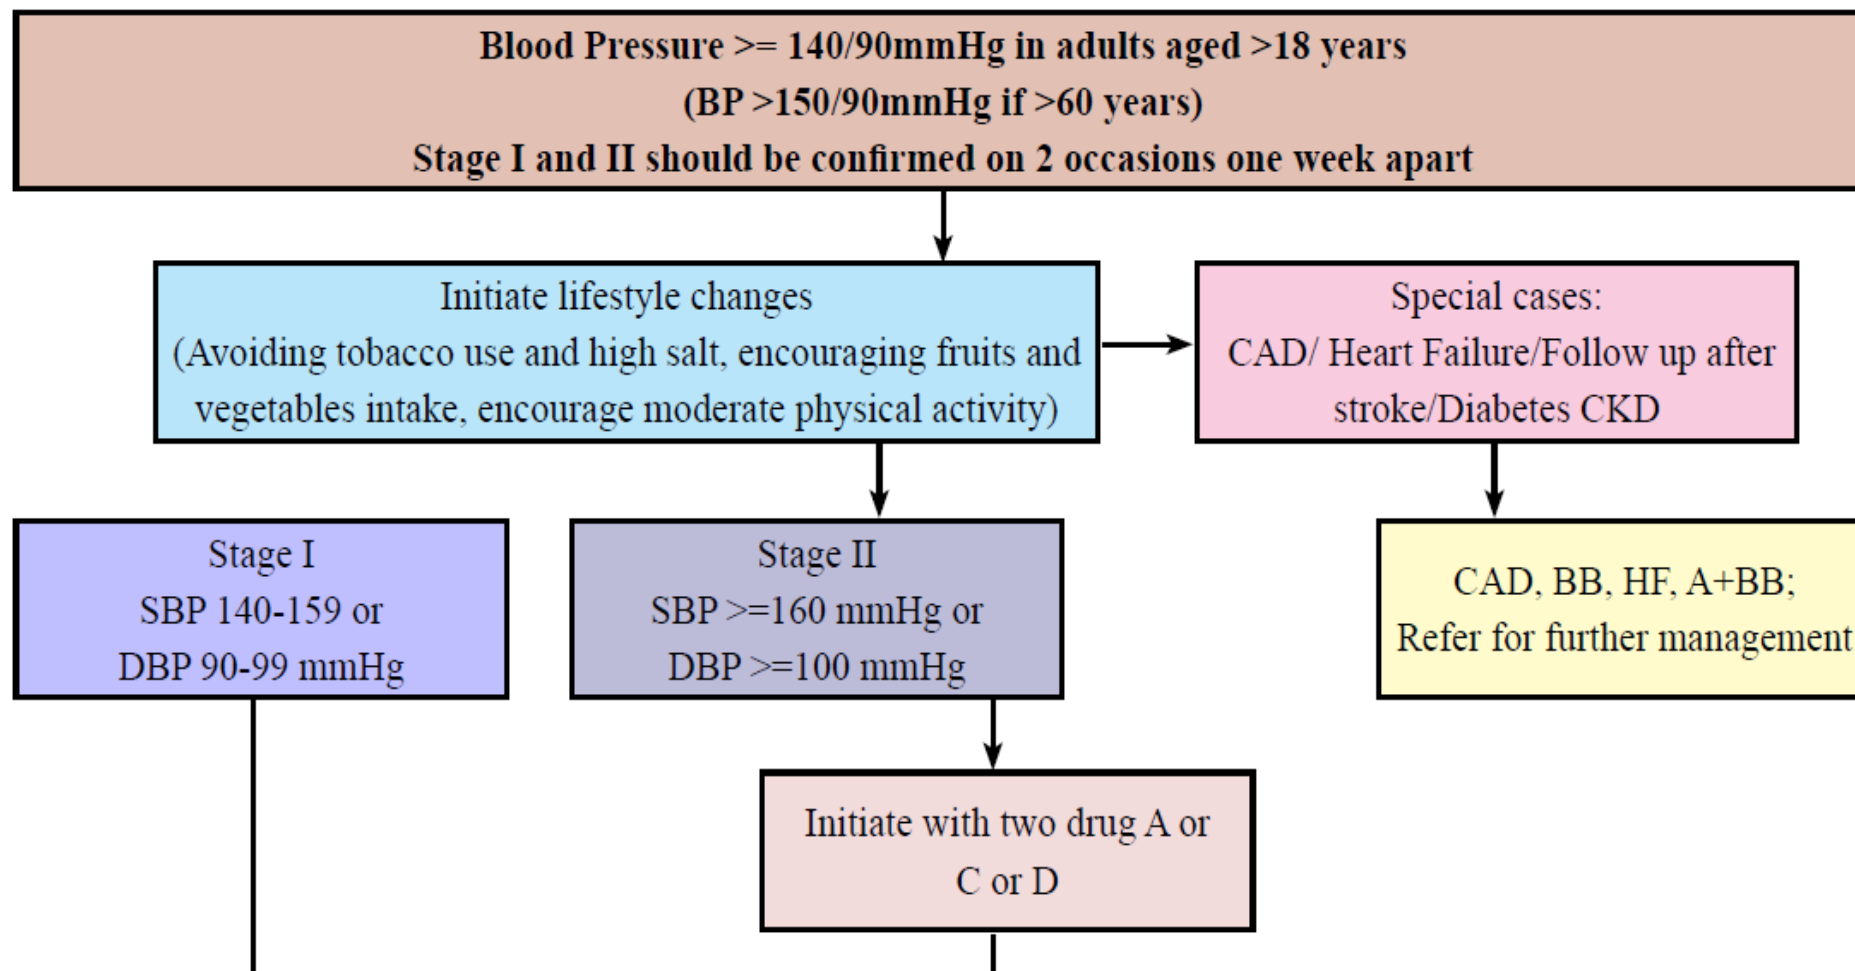 Blood Pressure >= 140/90mmHg in adults aged >18 years
(BP >150/90mmHg if >60 years)
Stage I and II should be confirmed on 2 occasions one week apart
Initiate lifestyle changes
(Avoiding tobacco use and high salt, encouraging fruits and
vegetables intake, encourage moderate physical activity)
Special cases:
CAD/ Heart Failure/Follow up after
stroke/Diabetes CKD
Stage I
SBP 140-159 or
DBP 90-99 mmHg
Stage II
SBP >=160 mmHg or
DBP >=100 mmHg
CAD, BB, HF, A+BB;
Refer for further management
Initiate with two drug A or
C or D